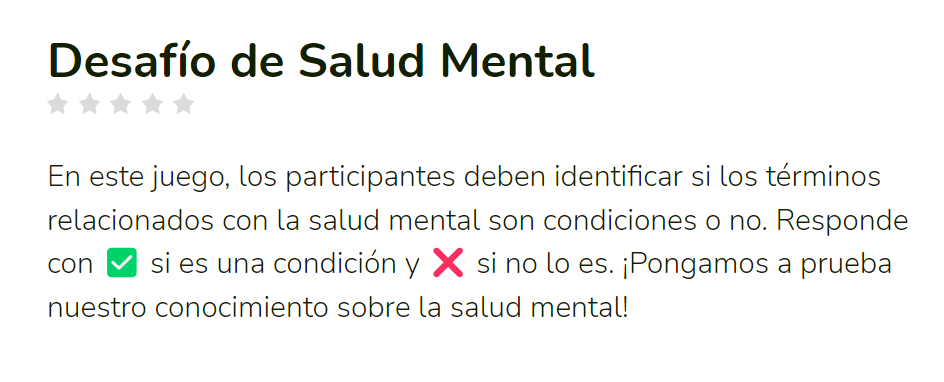 Desafío de Salud Mental
En este juego, los participantes deben identificar si los términos
relacionados con la salud mental son condiciones o no. Responde
con ✅ si es una condición y ❌ si no lo es. ¡Pongamos a prueba
nuestro conocimiento sobre la salud mental!